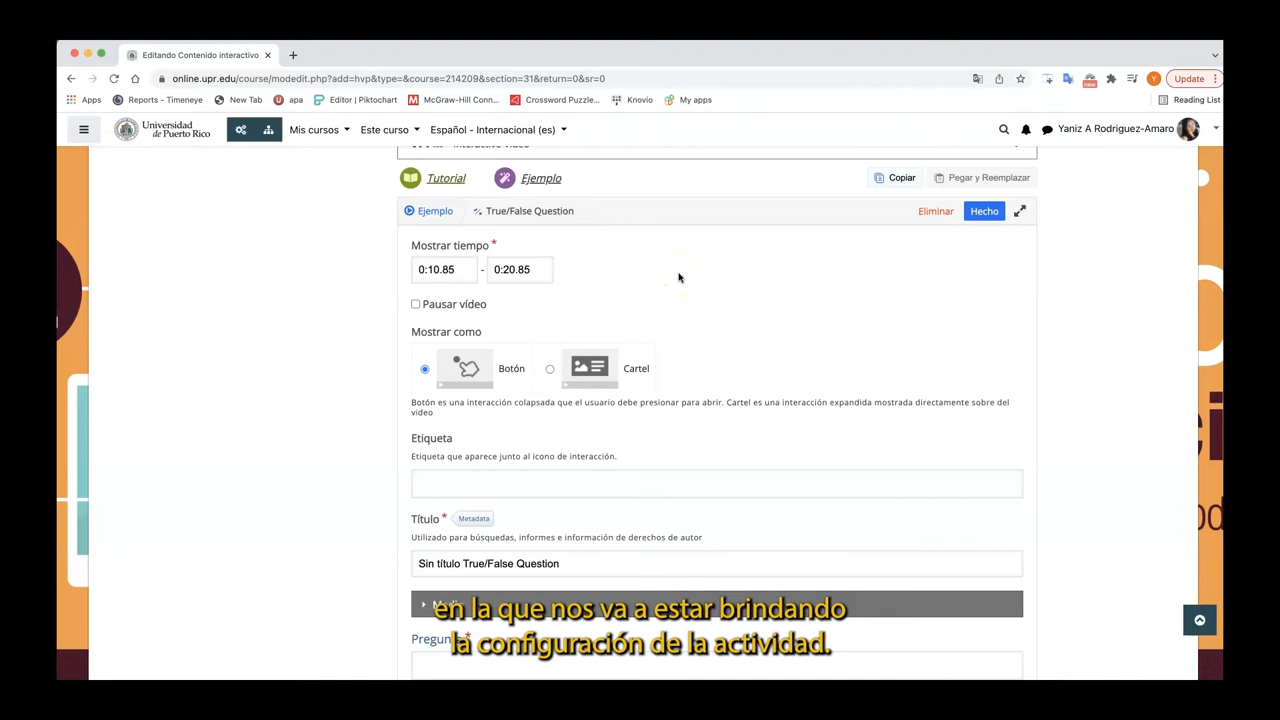 Editando Contenido interactivo
online.upr.edu/course/modedit.php?add=hvp&type=&course=214209&section=31&return=0&sr=0
new
Y
Update
Apps
Reports - Timeneye
New Tab
apa
Editor | Piktochart
McGraw-Hill Conn...
Crossword Puzzle...
Knovio
My apps
Reading List
Universidad
de Puerto Rico
Mis cursos
Este curso
Español - Internacional (es)
Yaniz A Rodriguez-Amaro
Tutorial
Ejemplo
Copiar
Pegar y Reemplazar
Ejemplo
True/False Question
Eliminar
Hecho
Mostrar tiempo *
0:10.85 - 0:20.85
Pausar vídeo
Mostrar como
Botón
Cartel
Botón es una interacción colapsada que el usuario debe presionar para abrir. Cartel es una interacción expandida mostrada directamente sobre del
video
Etiqueta
Etiqueta que aparece junto al icono de interacción.
Título * Metadata
Utilizado para búsquedas, informes e información de derechos de autor
Sin título True/False Question
en la que nos va a estar brindando
la configuración de la actividad.